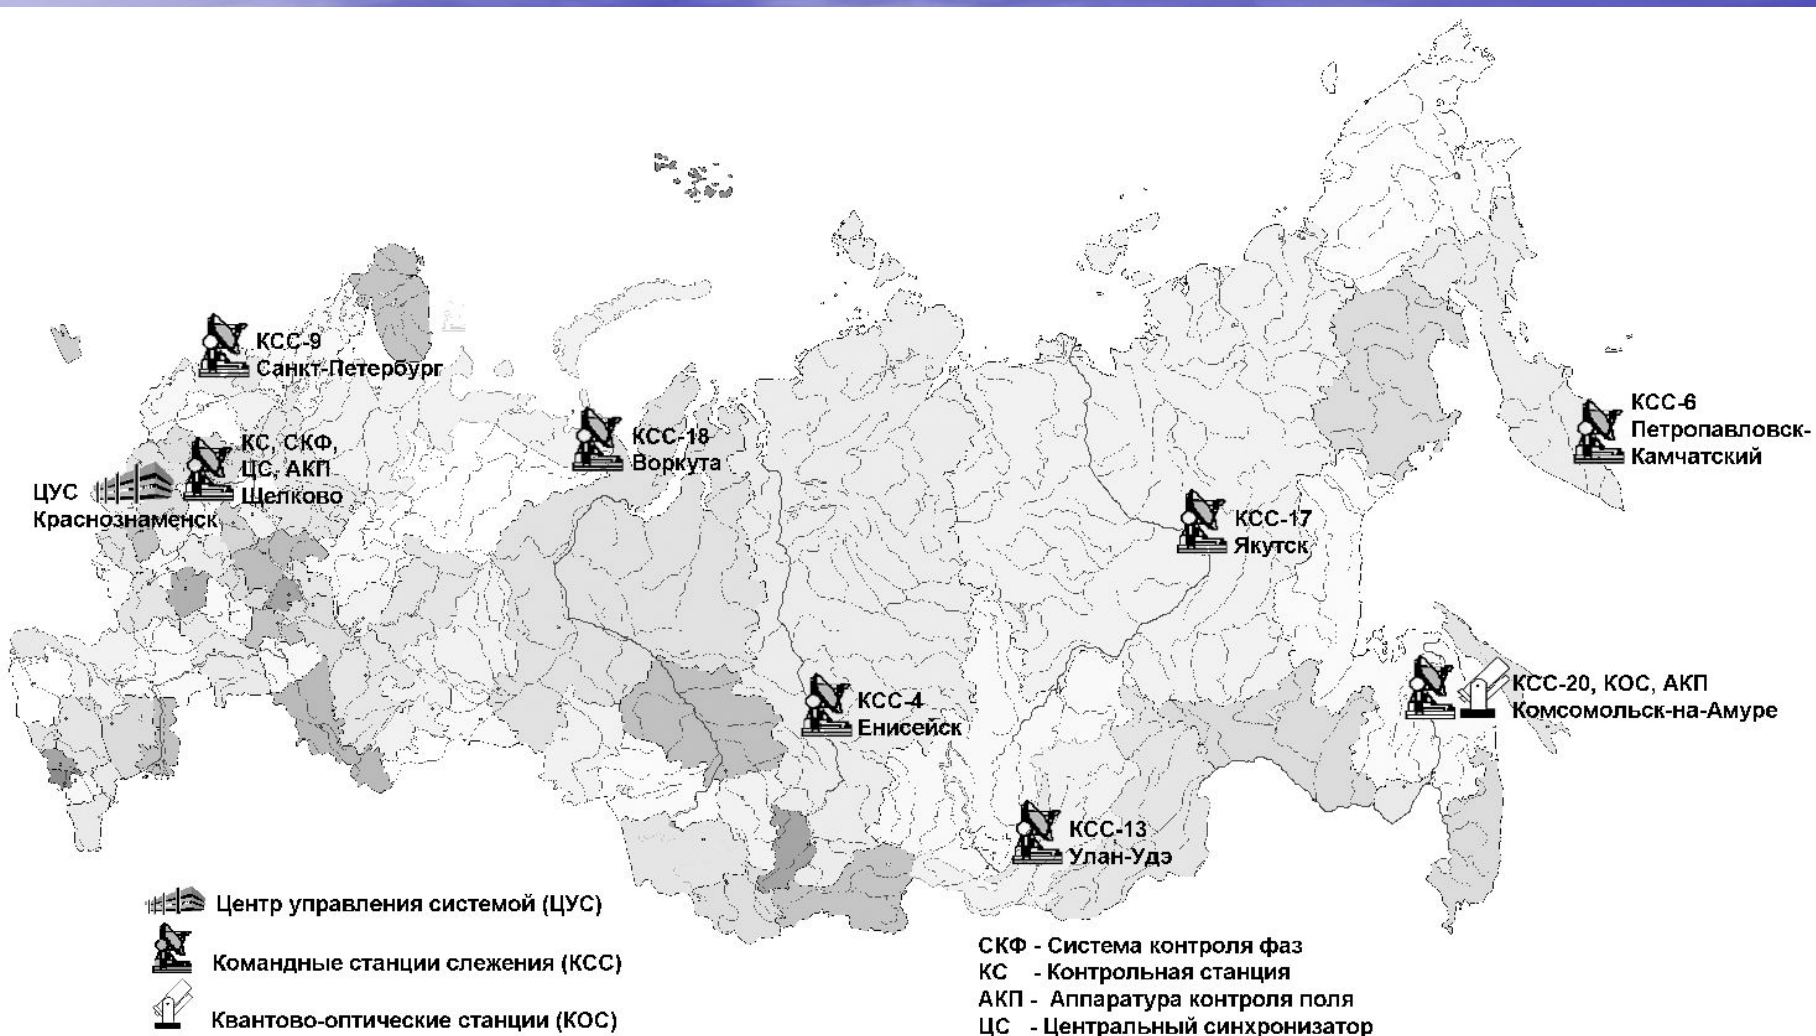 КСС-9
Санкт-Петербург
КСС-18
Воркута
КСС-6
Петропавловск-
Камчатский
КС, СКФ,
ЦС, АКП
Щелково
ЦУС
Краснознаменск
КСС-17
Якутск
КСС-4
Енисейск
КСС-20, КОС, АКП
Комсомольск-на-Амуре
КСС-13
Улан-Удэ
Центр управления системой (ЦУС)
Командные станции слежения (КСС)
Квантово-оптические станции (КОС)
СКФ - Система контроля фаз
КС - Контрольная станция
АКП - Аппаратура контроля поля
ЦС - Центральный синхронизатор